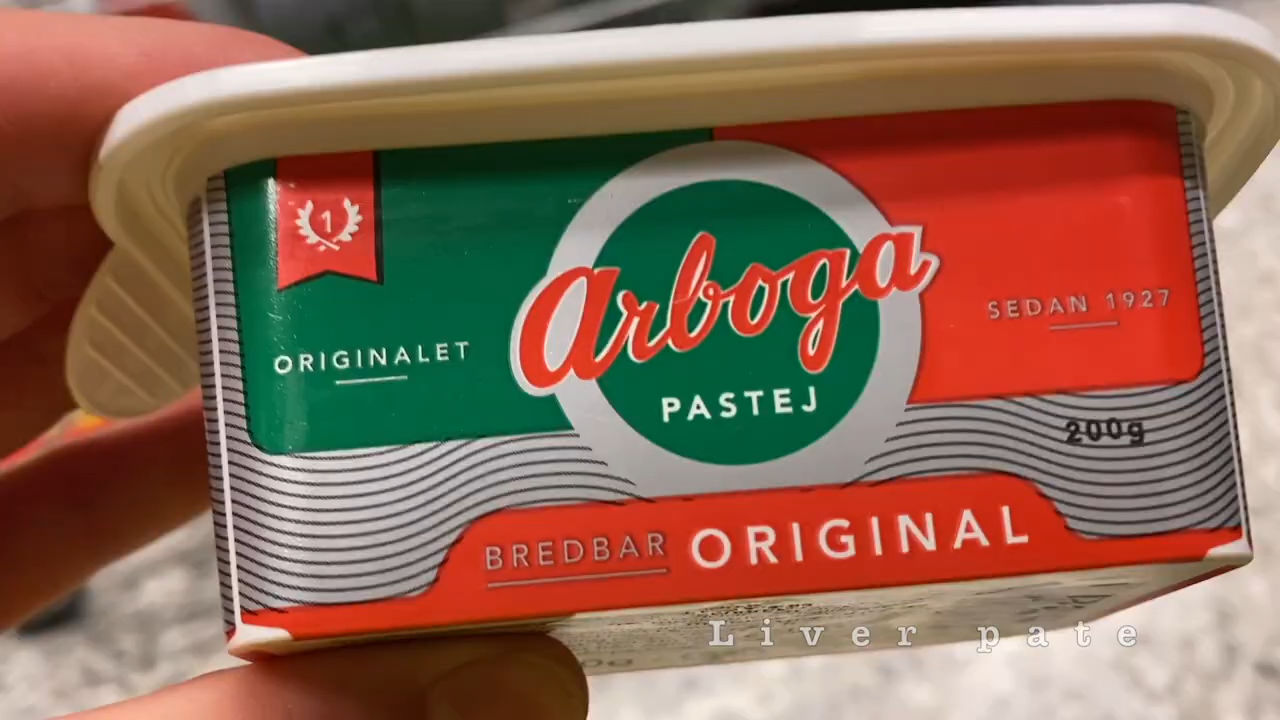 1
ORIGINALET
Arboga
PASTEJ
SEDAN 1927
200g
BREDBAR ORIGINAL
Liver pate